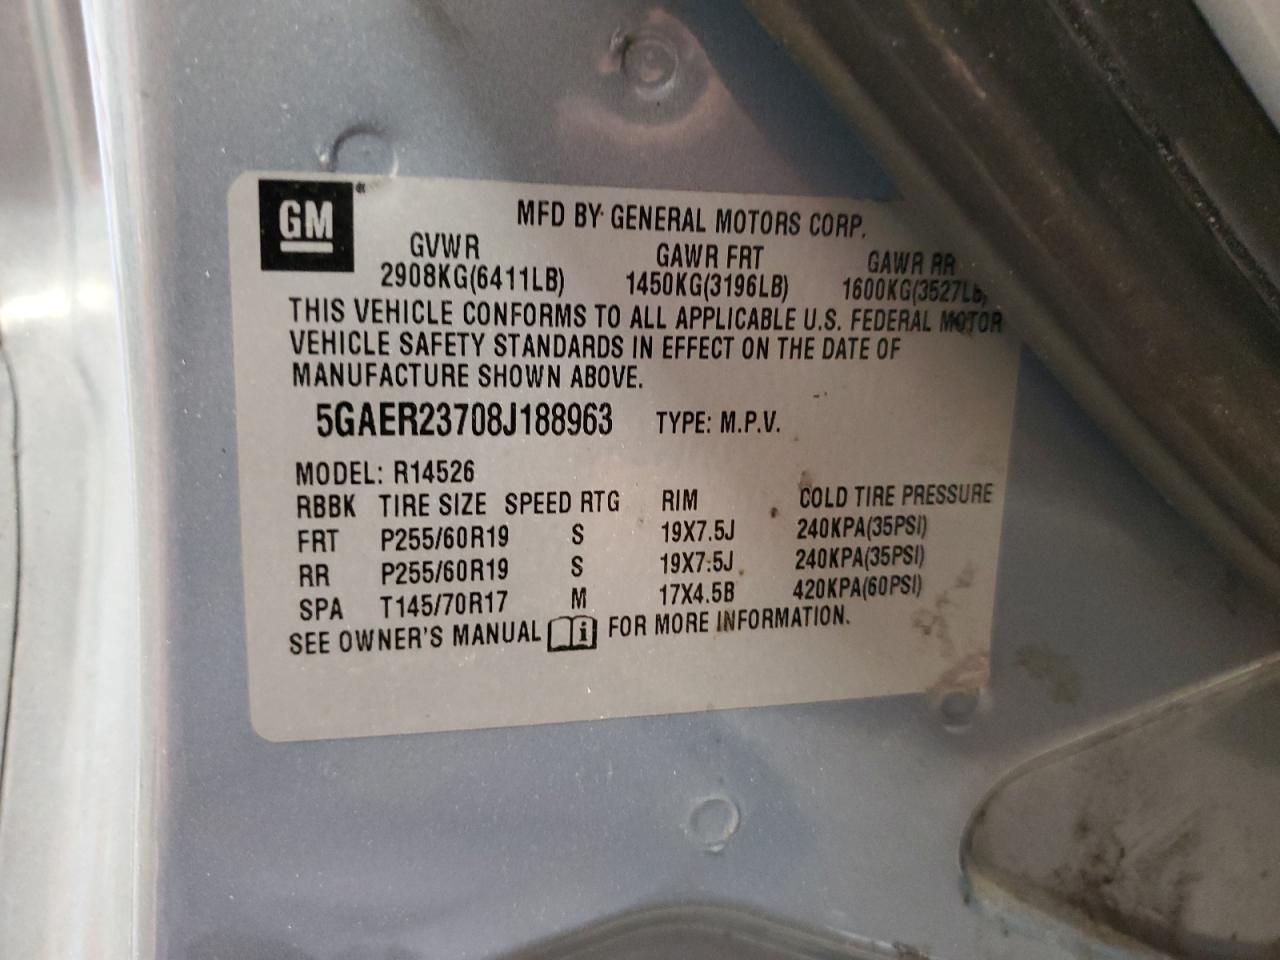 GM
MFD BY GENERAL MOTORS CORP.
GVWR GAWR FRT GAWR RR
2908KG(6411LB) 1450KG(3196LB) 1600KG(3527LB)
THIS VEHICLE CONFORMS TO ALL APPLICABLE U.S. FEDERAL MOTOR
VEHICLE SAFETY STANDARDS IN EFFECT ON THE DATE OF
MANUFACTURE SHOWN ABOVE.
5GAER23708J188963 TYPE: M.P.V.
MODEL: R14526
RBBK TIRE SIZE SPEED RTG RIM COLD TIRE PRESSURE
FRT P255/60R19 S 19X7.5J 240KPA(35PSI)
RR P255/60R19 S 19X7.5J 240KPA(35PSI)
SPA T145/70R17 M 17X4.5B 420KPA(60PSI)
SEE OWNER'S MANUAL i FOR MORE INFORMATION.